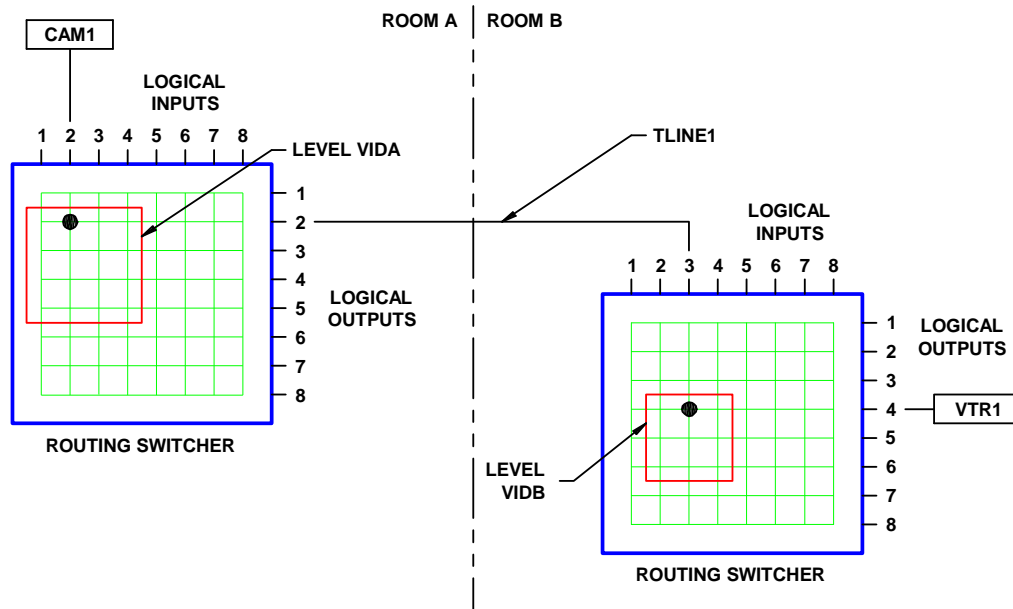 ROOM A
ROOM B
CAM1
LOGICAL
INPUTS
1 2 3 4 5 6 7 8
LEVEL VIDA
TLINE1
1
2
3
4
5
6
7
8
LOGICAL
OUTPUTS
ROUTING SWITCHER
LOGICAL
INPUTS
1 2 3 4 5 6 7 8
1
2
3
4
5
6
7
8
LOGICAL
OUTPUTS
VTR1
LEVEL
VIDB
ROUTING SWITCHER